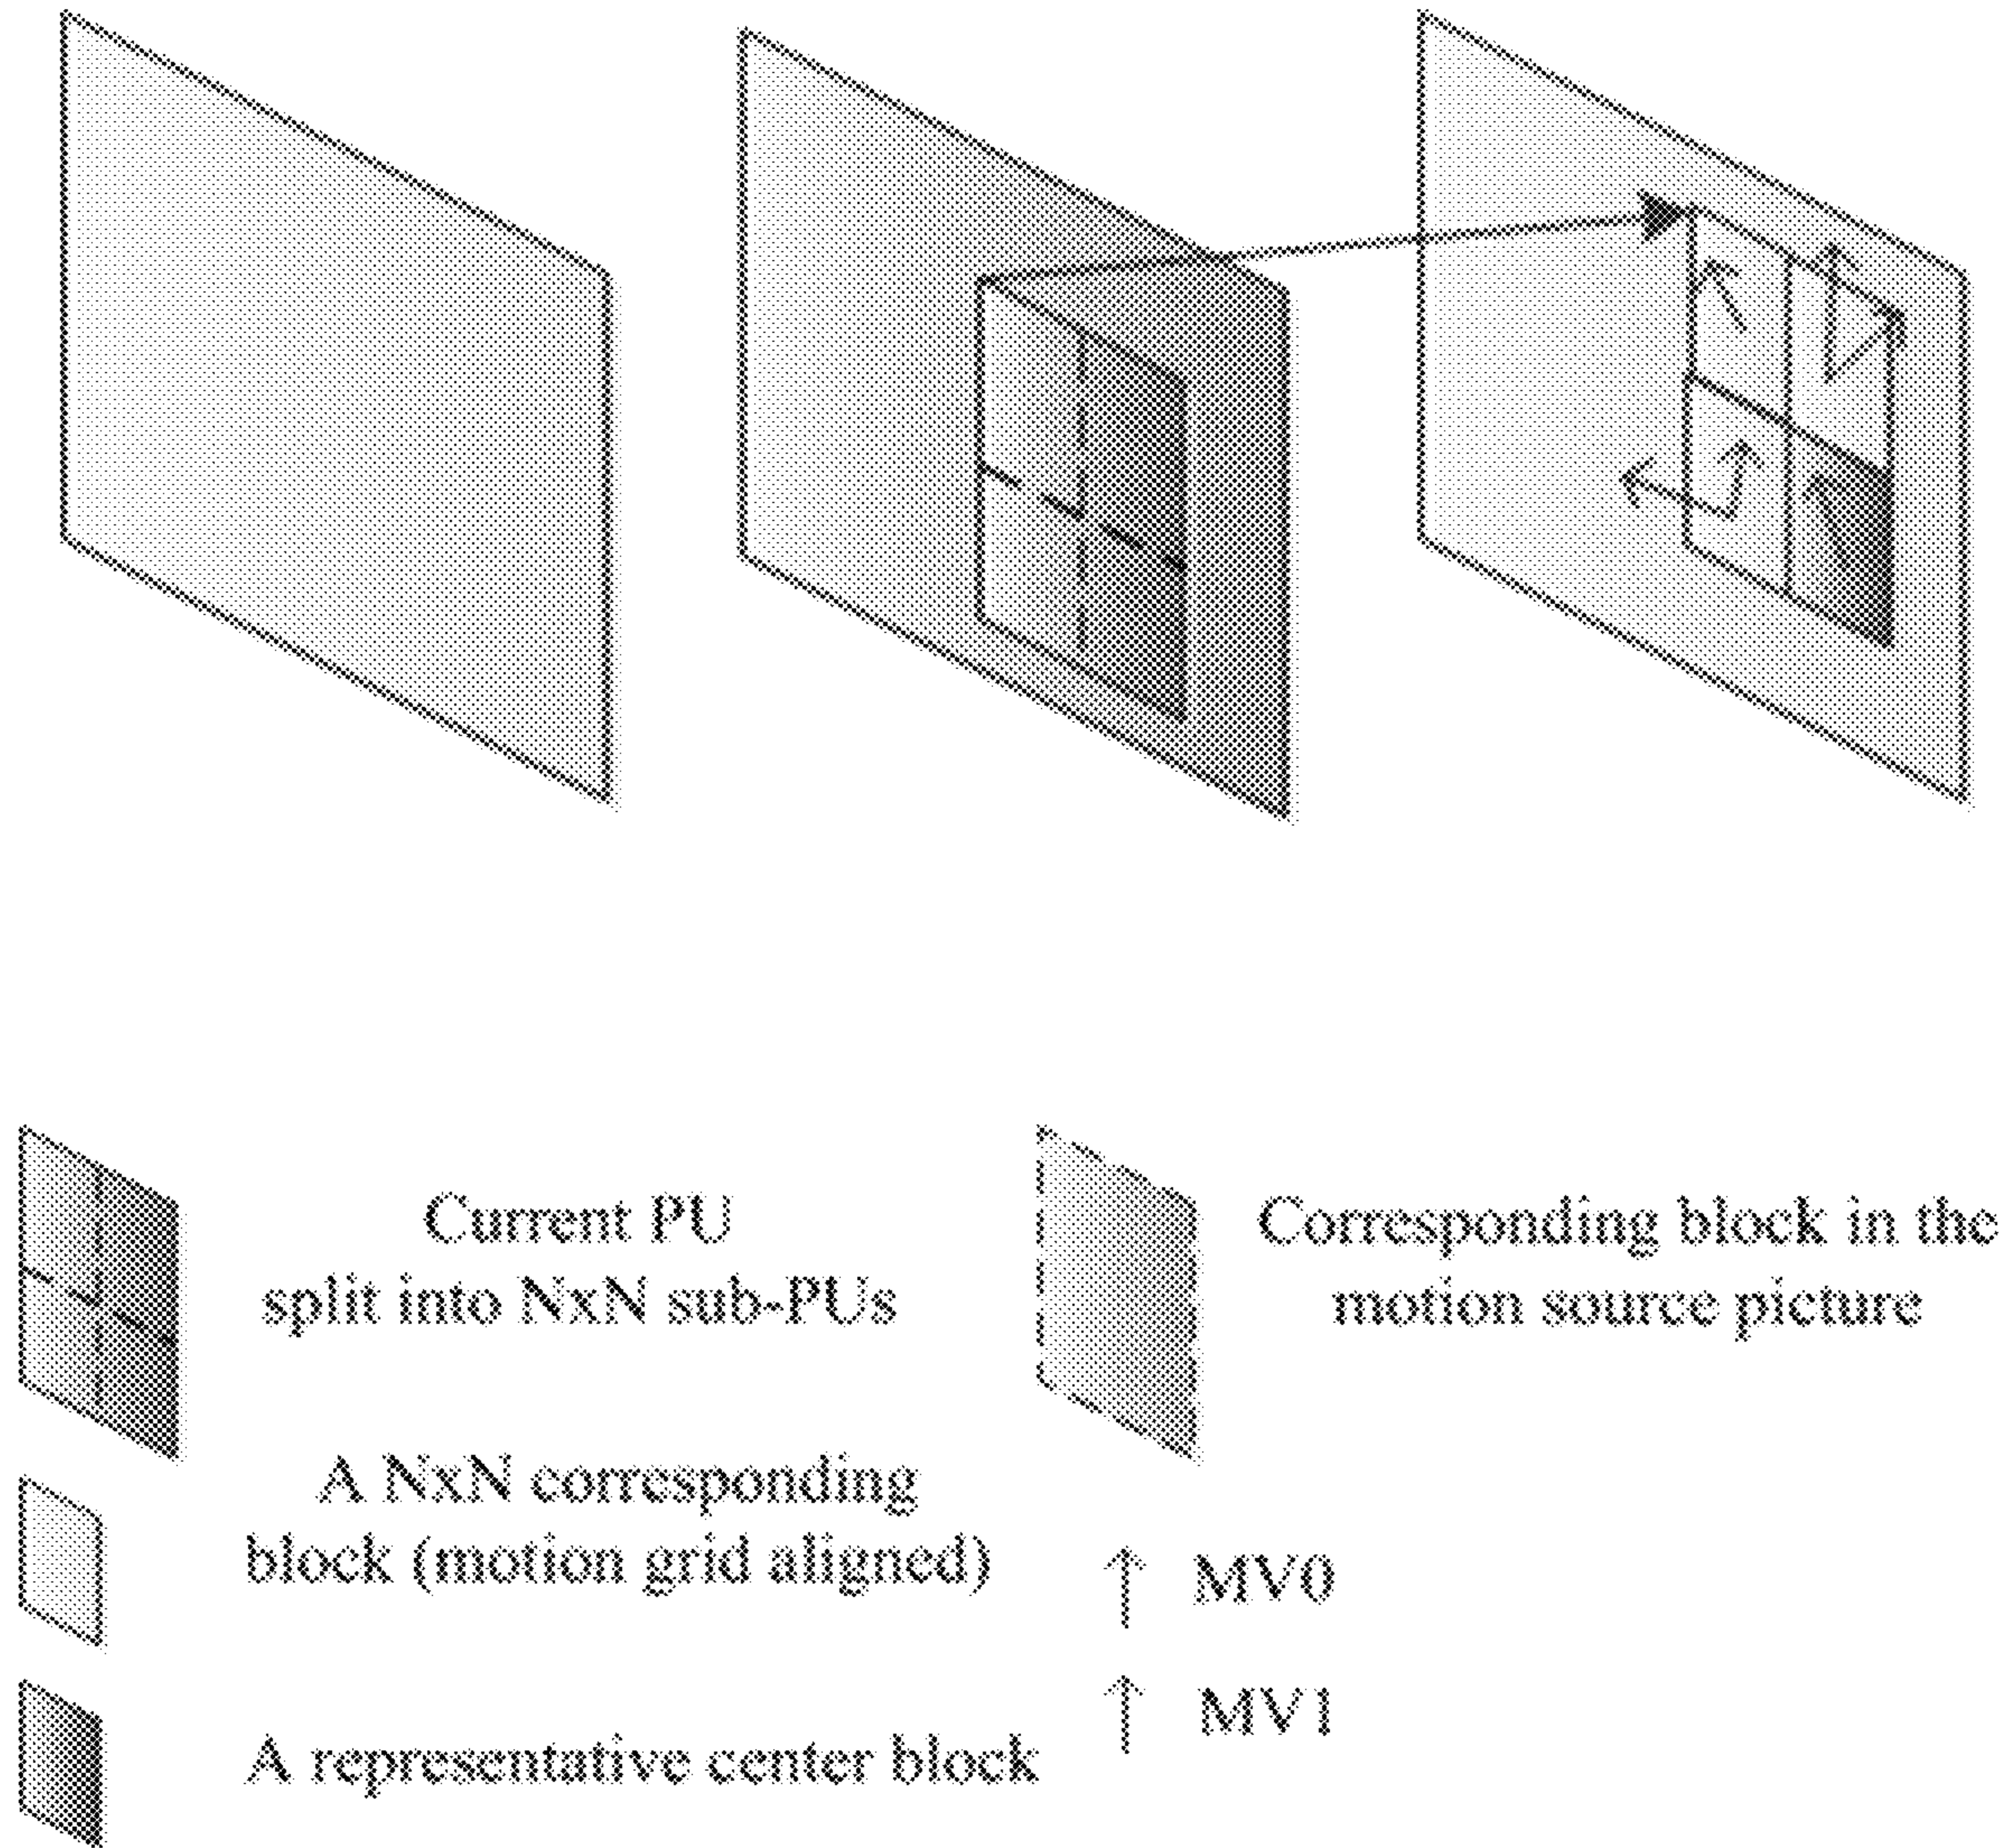 Current PU
split into NxN sub-PUs
Corresponding block in the
motion source picture
A NxN corresponding
block (motion grid aligned)
MV0
MV1
A representative center block